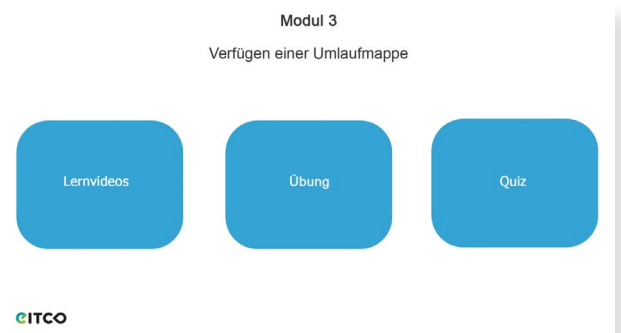 Modul 3
Verfügen einer Umlaufmappe
Lernvideos
Übung
Quiz
eITCO